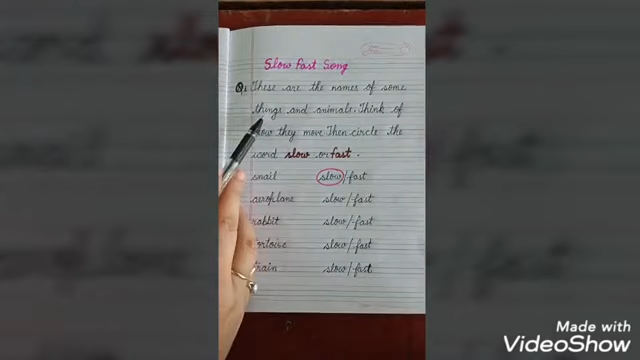 Slow Fast Song
Q1 These are the names of some
things and animals. Think of
how they move. Then circle the
word slow or fast.
snail slow/fast
aeroplane slow/fast
rabbit slow/fast
tortoise slow/fast
train slow/fast
Made with
VideoShow